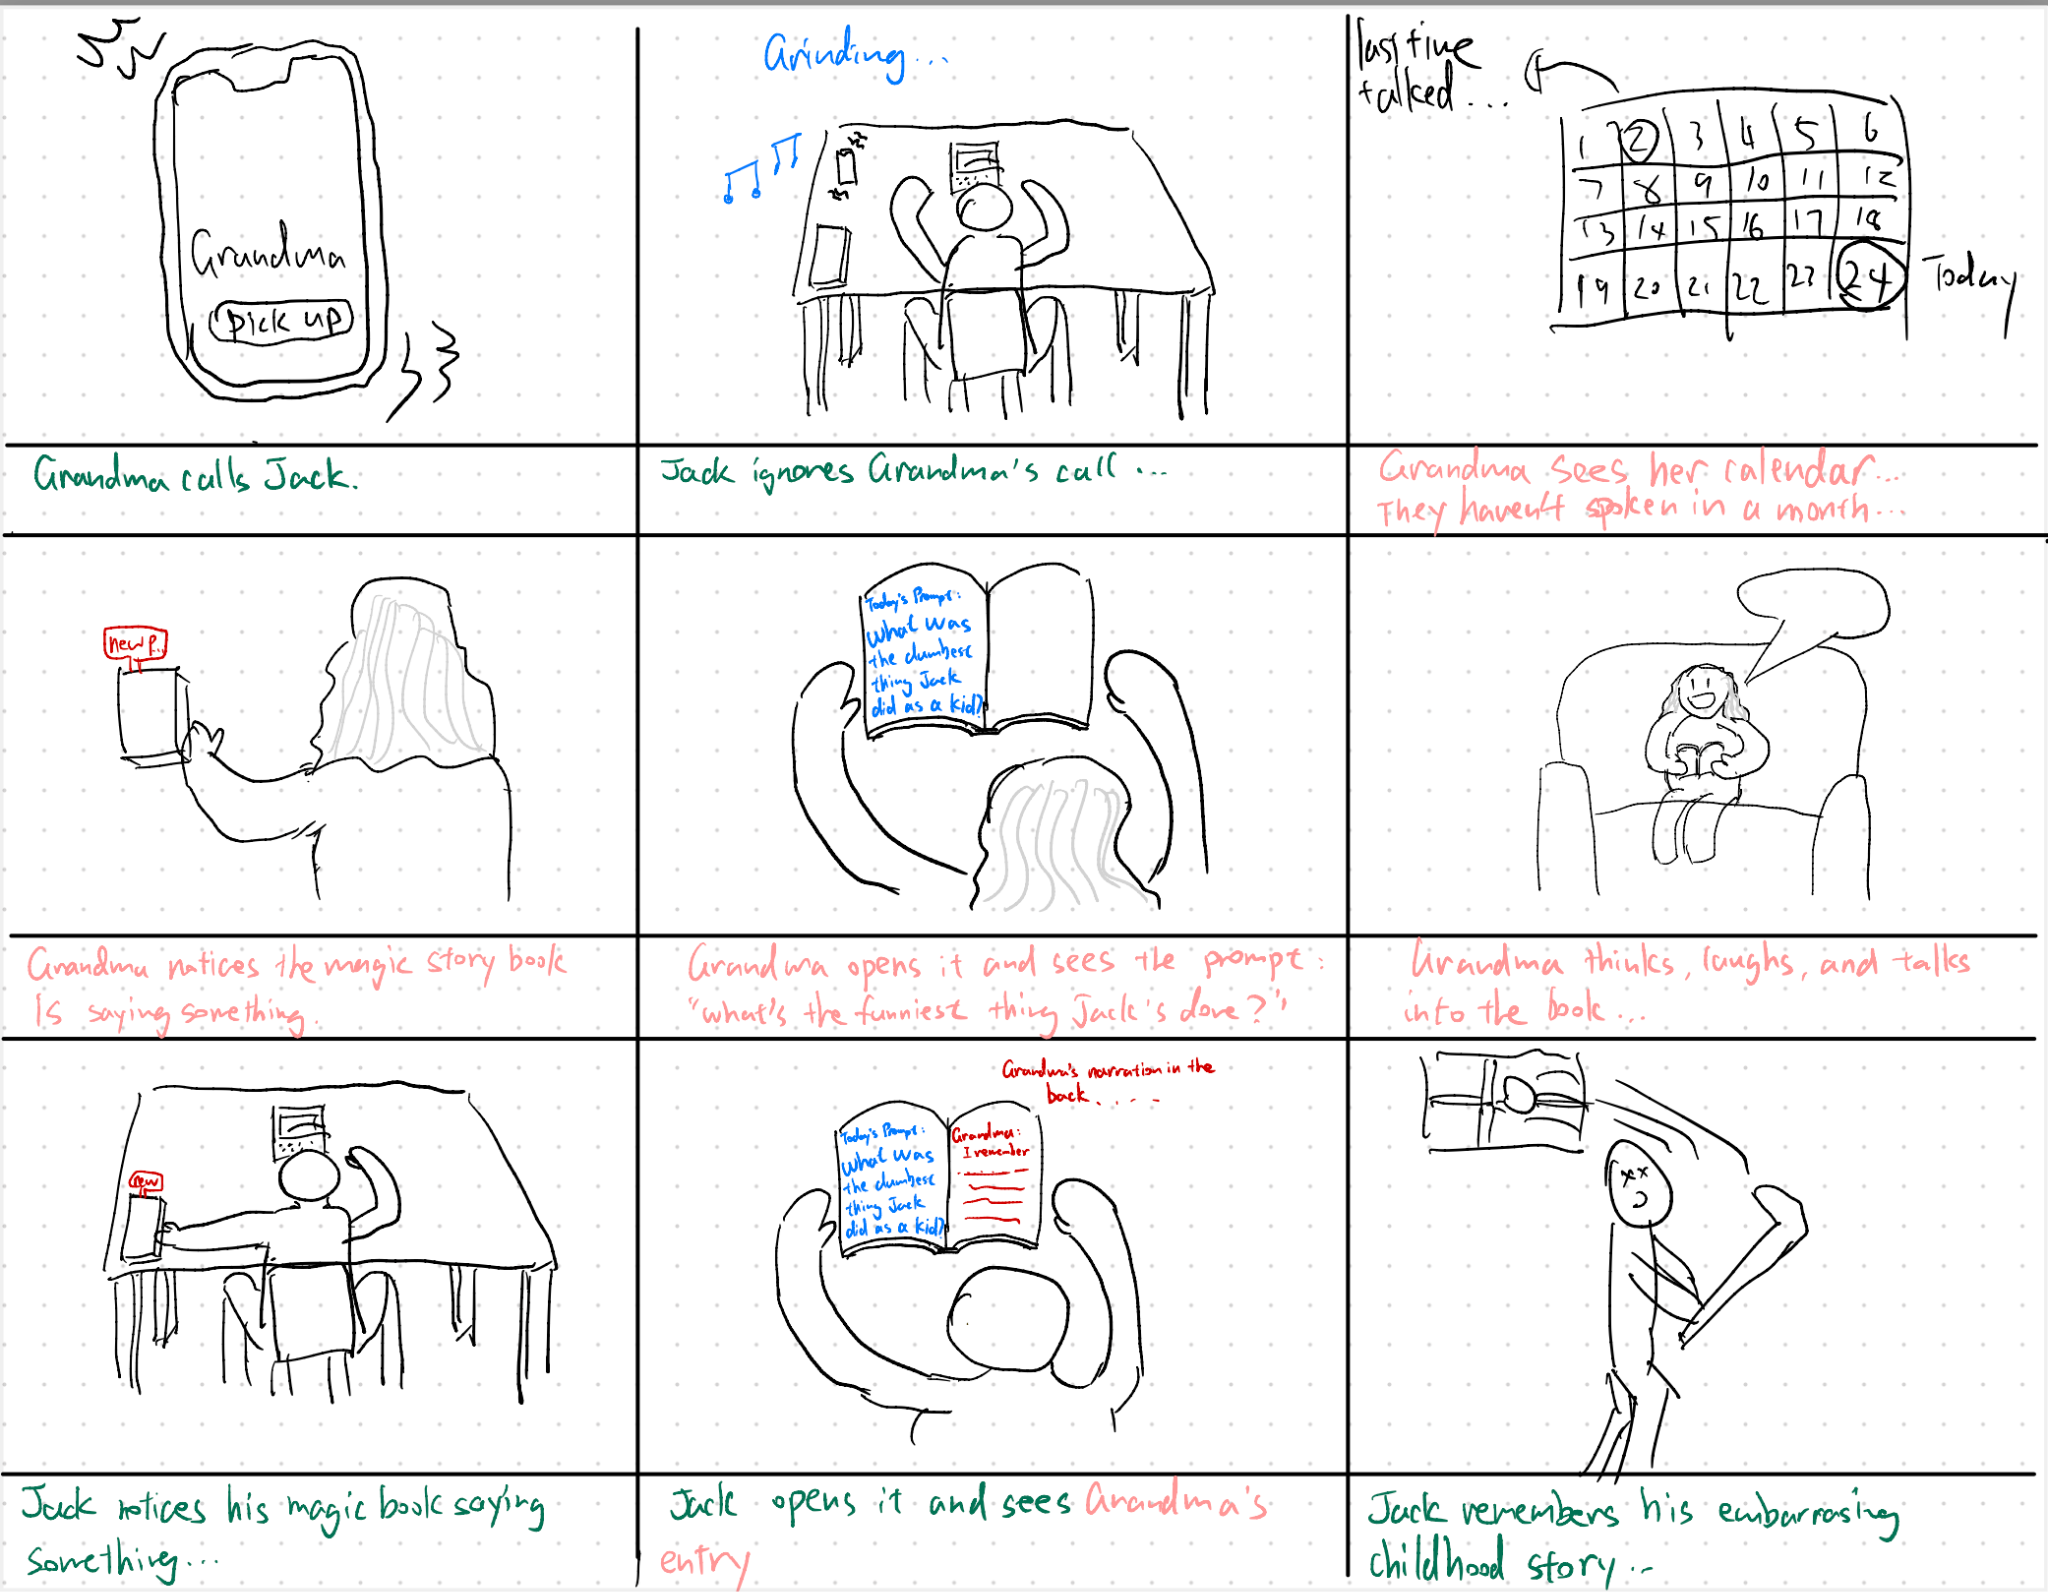 Grandma
pick up
Grandma calls Jack.
Grinding...
Jack ignores Grandma's call...
last time
talked...
1 2 3 4 5 6
7 8 9 10 11 12
13 14 15 16 17 18
19 20 21 22 23 24
Today
Grandma sees her calendar...
They haven't spoken in a month...
new p...
Grandma notices the magic story book
is saying something.
Today's Prompt:
What was
the dumbest
thing Jack
did as a kid?
Grandma opens it and sees the prompt:
"what's the funniest thing Jack's done?"
Grandma thinks, laughs, and talks
into the book...
new
Jack notices his magic book saying
something...
Grandma's narration in the
back....
Today's Prompt:
What was
the dumbest
thing Jack
did as a kid?
Grandma:
I remember
Jack opens it and sees Grandma's
entry
Jack remembers his embarrasing
childhood story...